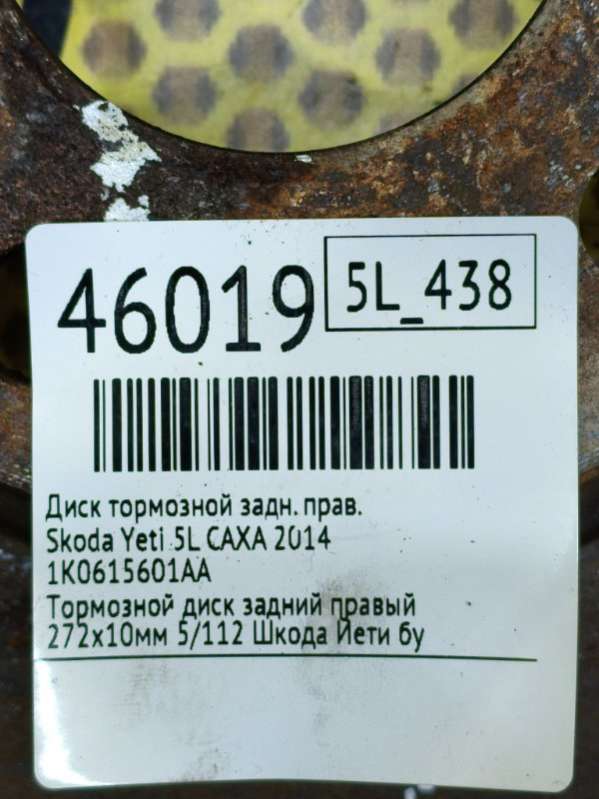 46019
5L_438
Диск тормозной задн. прав.
Skoda Yeti 5L CAXA 2014
1K0615601AA
Тормозной диск задний правый
272х10мм 5/112 Шкода Йети бу